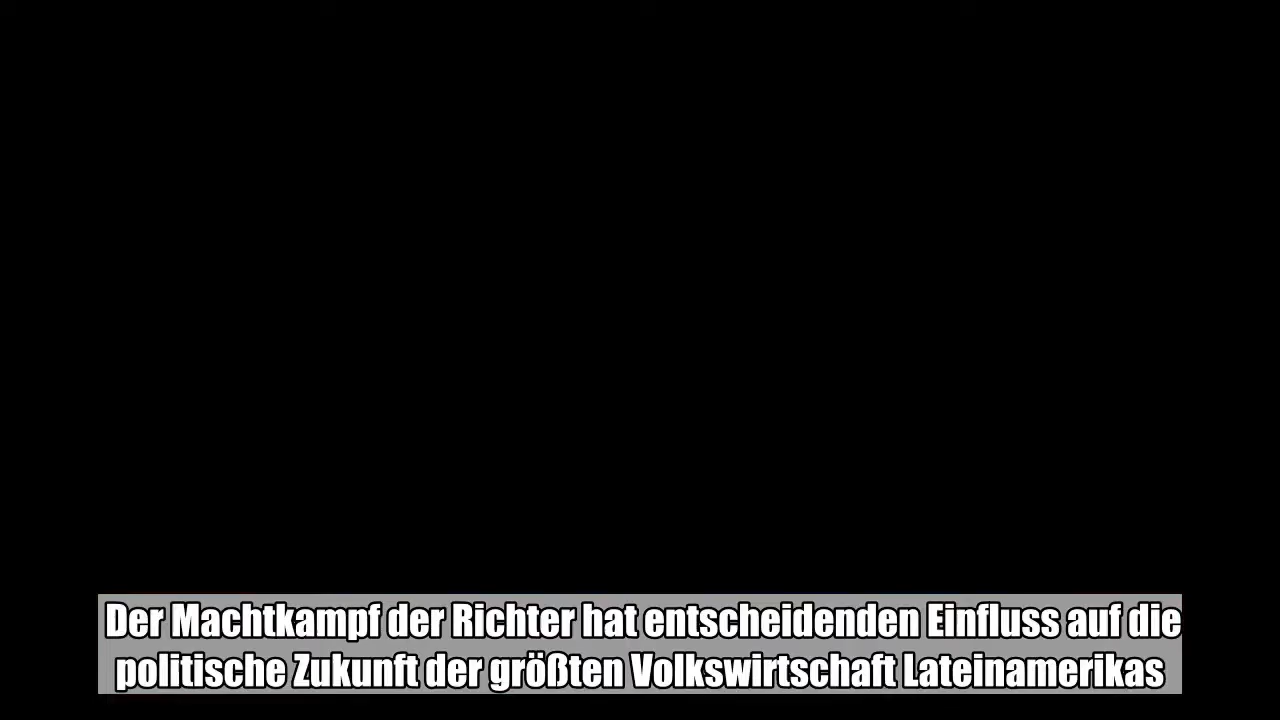 Der Machtkampf der Richter hat entscheidenden Einfluss auf die
politische Zukunft der größten Volkswirtschaft Lateinamerikas